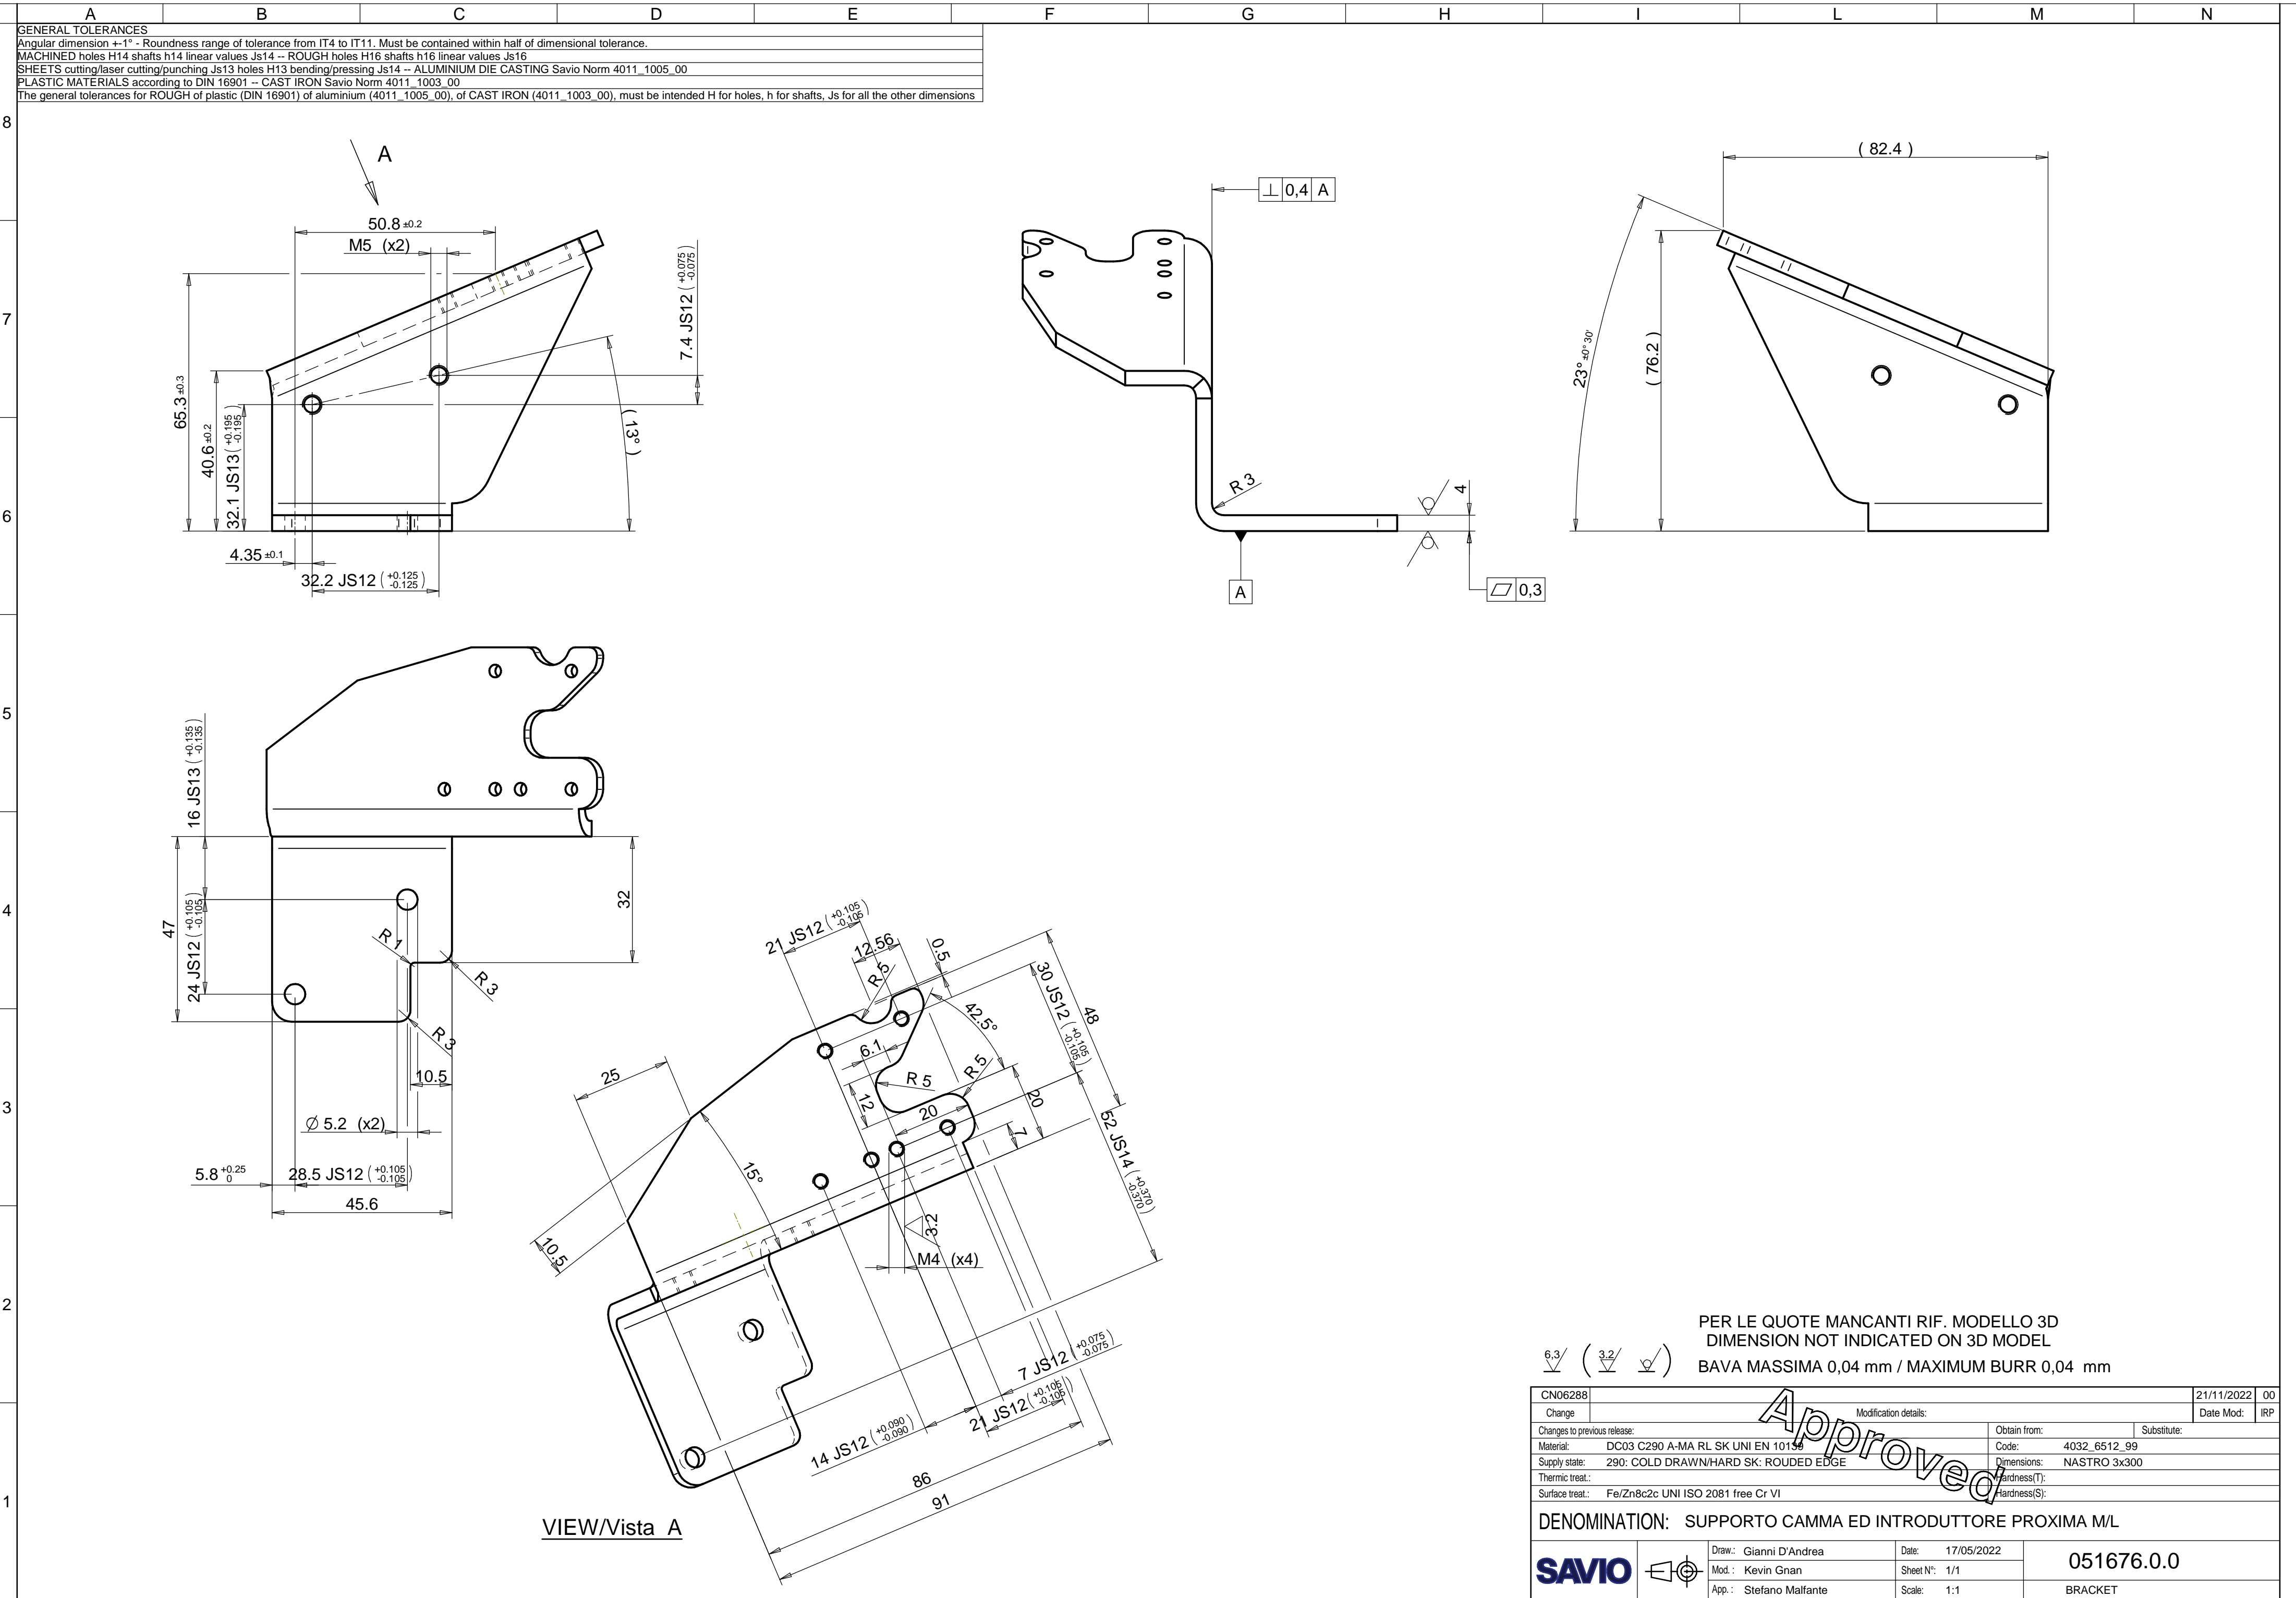 A B C D E F G H I L M N
GENERAL TOLERANCES
Angular dimension +-1° - Roundness range of tolerance from IT4 to IT11. Must be contained within half of dimensional tolerance.
MACHINED holes H14 shafts h14 linear values Js14 -- ROUGH holes H16 shafts h16 linear values Js16
SHEETS cutting/laser cutting/punching Js13 holes H13 bending/pressing Js14 -- ALUMINIUM DIE CASTING Savio Norm 4011_1005_00
PLASTIC MATERIALS according to DIN 16901 -- CAST IRON Savio Norm 4011_1003_00
The general tolerances for ROUGH of plastic (DIN 16901) of aluminium (4011_1005_00), of CAST IRON (4011_1003_00), must be intended H for holes, h for shafts, Js for all the other dimensions
8
7
6
5
4
3
2
1
A
50.8 ±0.2
M5 (x2)
7.4 JS12 ( +0.075 -0.075 )
65.3 ±0.3
40.6 ±0.2
32.1 JS13 ( +0.195 -0.195 )
( 13° )
4.35 ±0.1
32.2 JS12 ( +0.125 -0.125 )
⊥ 0,4 A
R 3
4
A
⏥ 0,3
( 82.4 )
23° ±0° 30'
( 76.2 )
16 JS13 ( +0.135 -0.135 )
47
24 JS12 ( +0.105 -0.105 )
32
R 1
R 3
R 3
10.5
Ø 5.2 (x2)
5.8 +0.25 0
28.5 JS12 ( +0.105 -0.105 )
45.6
21 JS12 ( +0.105 -0.105 )
12.56
0.5
R 5
30 JS12 ( +0.105 -0.105 )
48
42.5°
6.1
R 5
R 5
25
12
20
20
7
52 JS14 ( +0.370 -0.370 )
15°
10.5
3.2
M4 (x4)
7 JS12 ( +0.075 -0.075 )
21 JS12 ( +0.105 -0.105 )
14 JS12 ( +0.090 -0.090 )
86
91
VIEW/Vista A
PER LE QUOTE MANCANTI RIF. MODELLO 3D
DIMENSION NOT INDICATED ON 3D MODEL
6,3 ( 3.2 )
BAVA MASSIMA 0,04 mm / MAXIMUM BURR 0,04 mm
CN06288 21/11/2022 00
Change Modification details: Date Mod: IRP
Approved
Changes to previous release: Obtain from: Substitute:
Material: DC03 C290 A-MA RL SK UNI EN 10139 Code: 4032_6512_99
Supply state: 290: COLD DRAWN/HARD SK: ROUDED EDGE Dimensions: NASTRO 3x300
Thermic treat.: Hardness(T):
Surface treat.: Fe/Zn8c2c UNI ISO 2081 free Cr VI Hardness(S):
DENOMINATION: SUPPORTO CAMMA ED INTRODUTTORE PROXIMA M/L
SAVIO
Draw.: Gianni D'Andrea Date: 17/05/2022
Mod. : Kevin Gnan Sheet N°: 1/1
App. : Stefano Malfante Scale: 1:1
051676.0.0
BRACKET